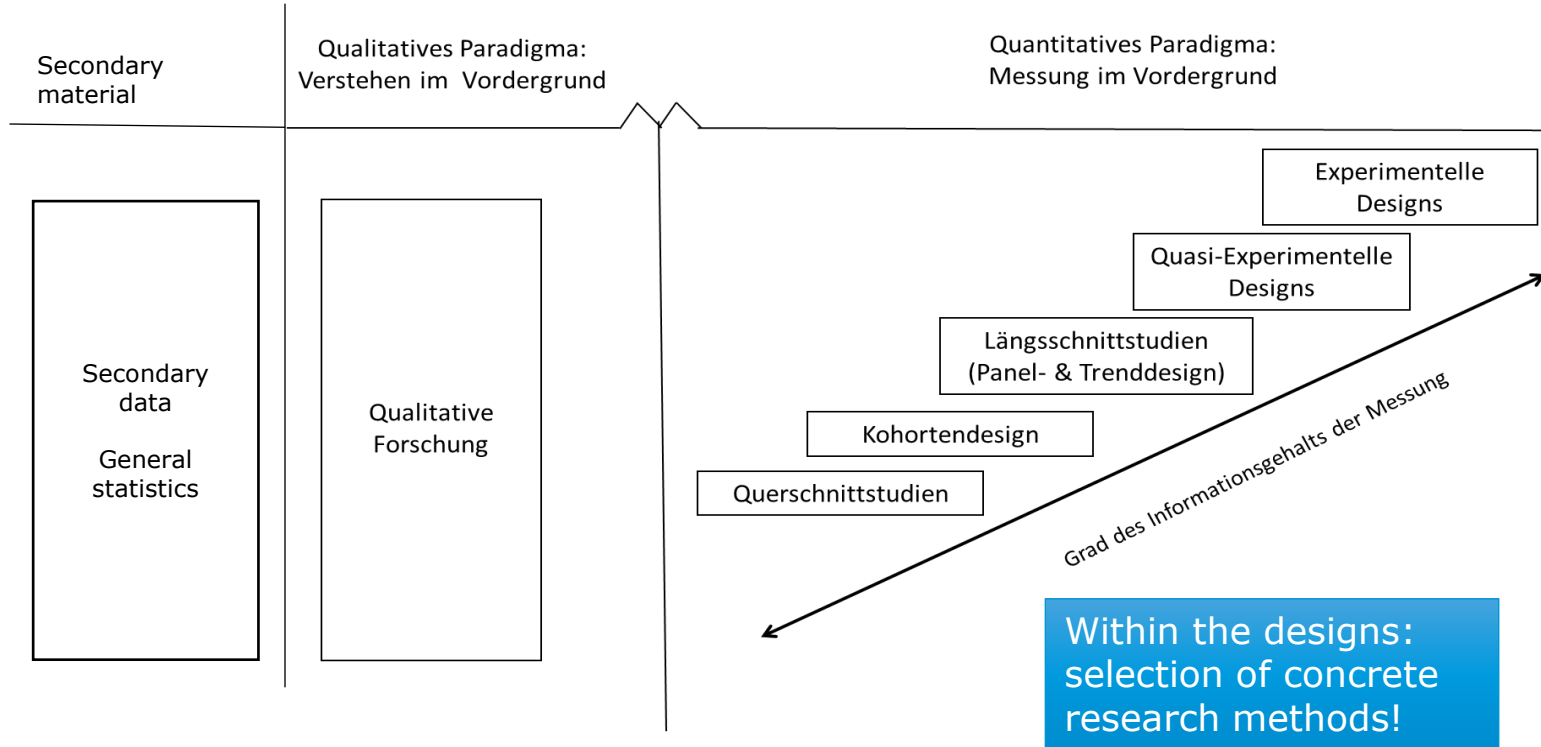 Secondary
material
Qualitatives Paradigma:
Verstehen im Vordergrund
Quantitatives Paradigma:
Messung im Vordergrund
Secondary
data
General
statistics
Qualitative
Forschung
Experimentelle
Designs
Quasi-Experimentelle
Designs
Längsschnittstudien
(Panel- & Trenddesign)
Kohortendesign
Querschnittstudien
Grad des Informationsgehalts der Messung
Within the designs:
selection of concrete
research methods!